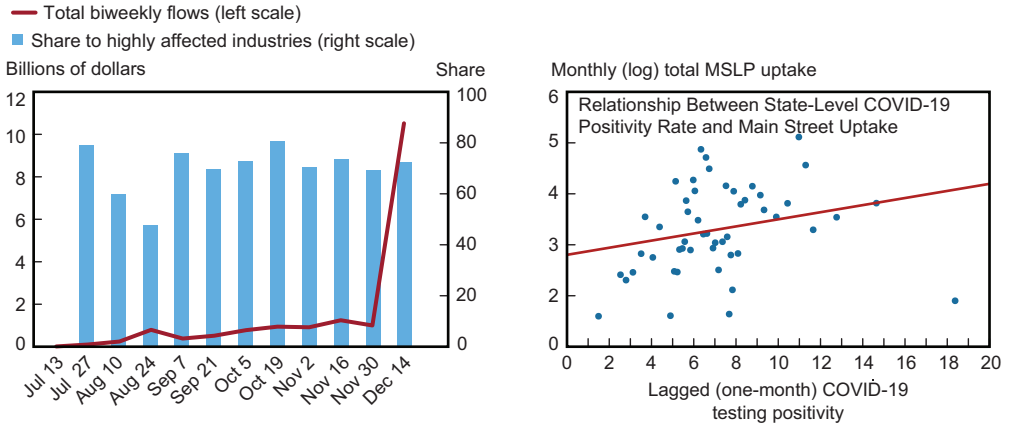 Total biweekly flows (left scale)
Share to highly affected industries (right scale)
Billions of dollars
Share
12
10
8
6
4
2
0
100
80
60
40
20
0
Jul 13
Jul 27
Aug 10
Aug 24
Sep 7
Sep 21
Oct 5
Oct 19
Nov 2
Nov 16
Nov 30
Dec 14
Monthly (log) total MSLP uptake
Relationship Between State-Level COVID-19
Positivity Rate and Main Street Uptake
6
5
4
3
2
0
0 2 4 6 8 10 12 14 16 18 20
Lagged (one-month) COVID-19
testing positivity